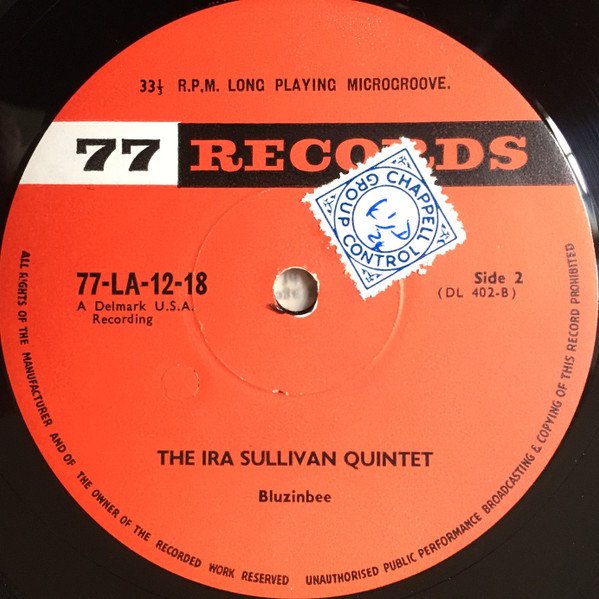 33⅓ R.P.M. LONG PLAYING MICROGROOVE.
77 RECORDS
CHAPPELL
GROUP CONTROL
77-LA-12-18
A Delmark U.S.A.
Recording
Side 2
(DL 402-B)
THE IRA SULLIVAN QUINTET
Bluzinbee
ALL RIGHTS OF THE MANUFACTURER AND OF THE OWNER OF THE RECORDED WORK RESERVED
UNAUTHORISED PUBLIC PERFORMANCE BROADCASTING & COPYING OF THIS RECORD PROHIBITED